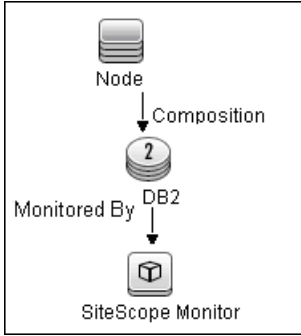 Node
Composition
2
DB2
Monitored By
SiteScope Monitor